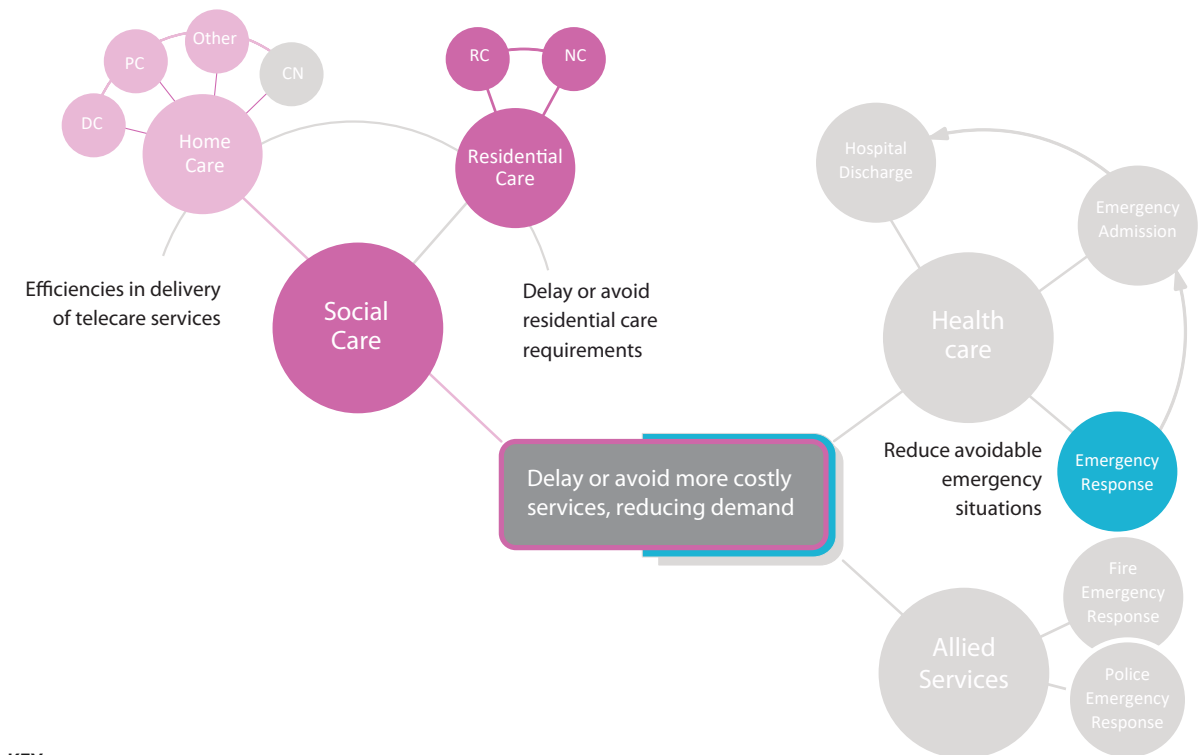 Other
PC
CN
DC
Home
Care
RC
NC
Residential
Care
Efficiencies in delivery
of telecare services
Social
Care
Delay or avoid
residential care
requirements
Hospital
Discharge
Emergency
Admission
Health
care
Reduce avoidable
emergency
situations
Emergency
Response
Delay or avoid more costly
services, reducing demand
Fire
Emergency
Response
Allied
Services
Police
Emergency
Response